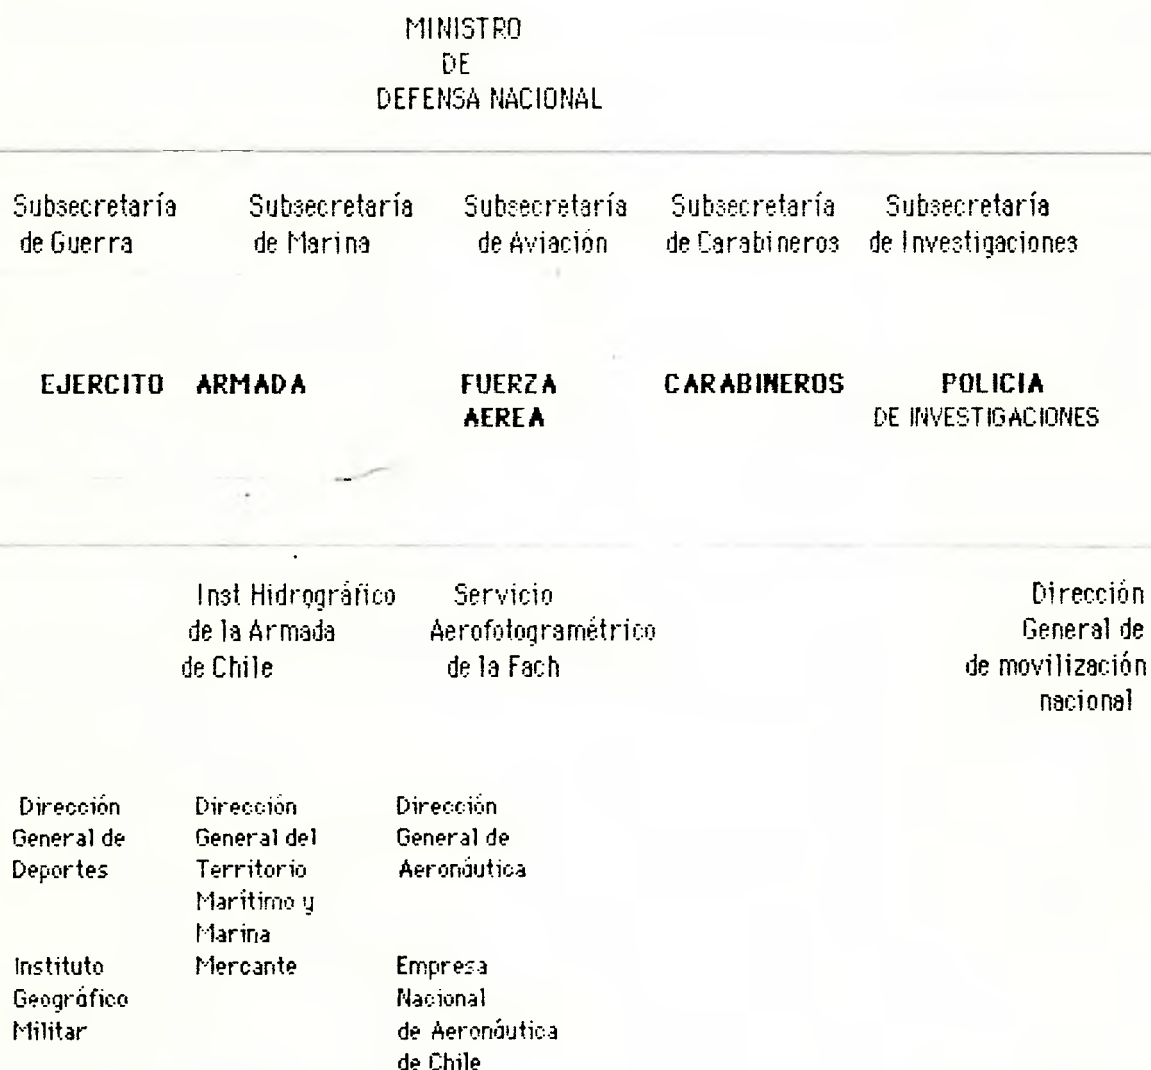 MINISTRO
DE
DEFENSA NACIONAL
Subsecretaría Subsecretaría Subsecretaría Subsecretaría Subsecretaría
de Guerra de Marina de Aviación de Carabineros de Investigaciones
EJERCITO ARMADA FUERZA CARABINEROS POLICIA
AEREA DE INVESTIGACIONES
Inst Hidrográfico Servicio Dirección
de la Armada Aerofotogramétrico General de
de Chile de la Fach de movilización
nacional
Dirección Dirección Dirección
General de General del General de
Deportes Territorio Aeronáutica
Marítimo y
Marina
Instituto Mercante Empresa
Geográfico Nacional
Militar de Aeronáutica
de Chile